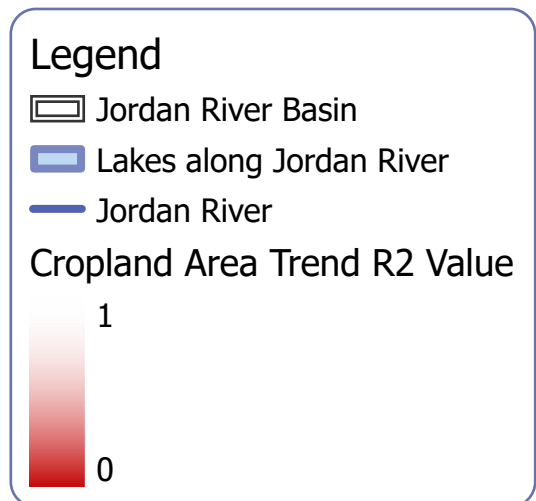 Legend
Jordan River Basin
Lakes along Jordan River
Jordan River
Cropland Area Trend R2 Value
1
0